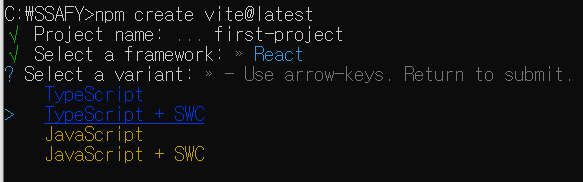 C:\SSAFY>npm create vite@latest
√ Project name: ... first-project
√ Select a framework: » React
? Select a variant: » - Use arrow-keys. Return to submit.
TypeScript
> TypeScript + SWC
JavaScript
JavaScript + SWC